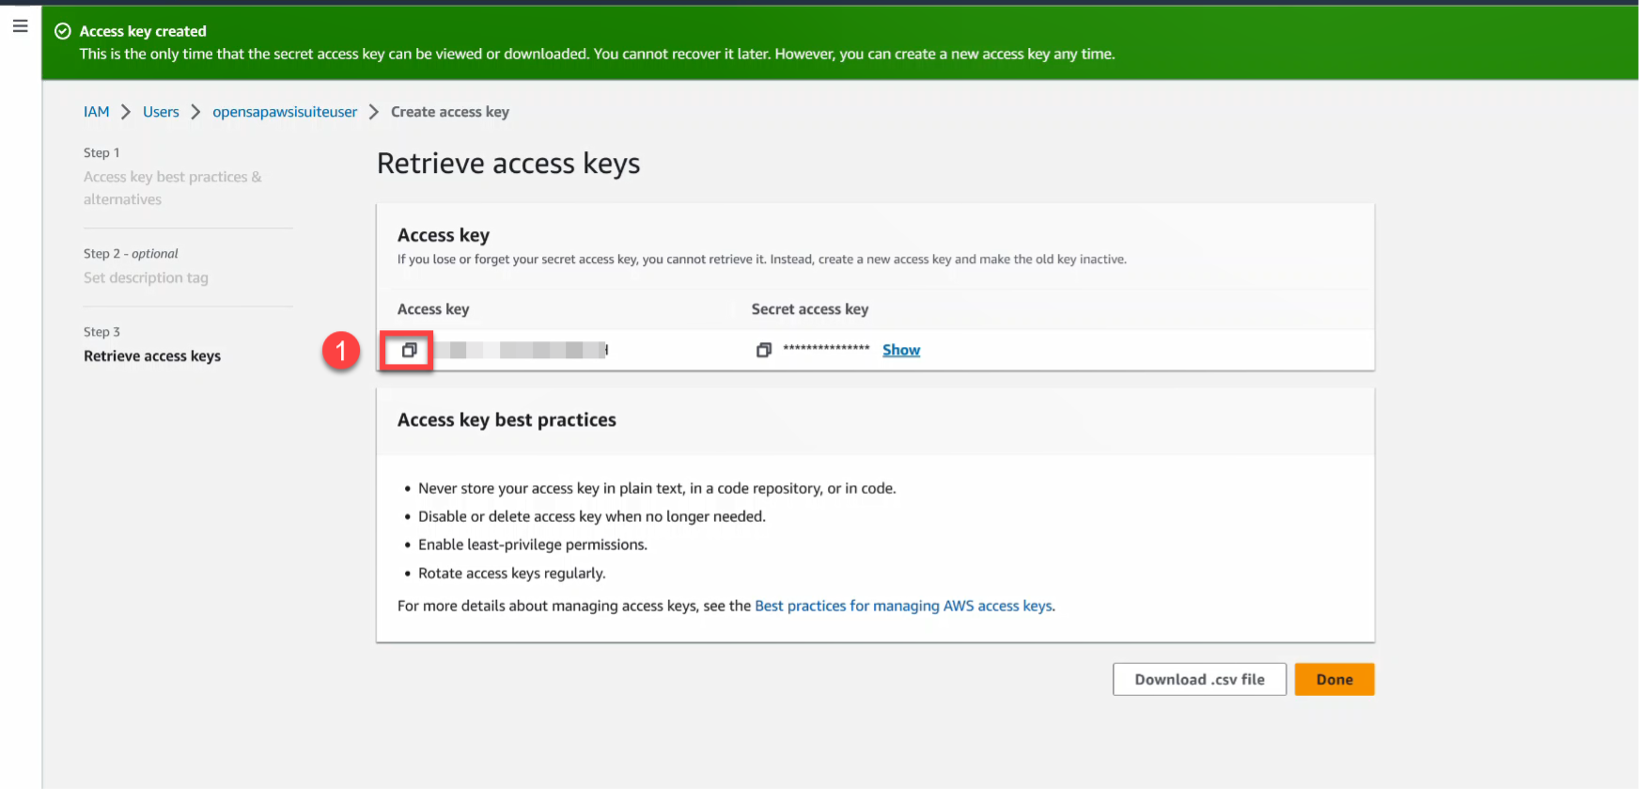 Access key created
This is the only time that the secret access key can be viewed or downloaded. You cannot recover it later. However, you can create a new access key any time.
IAM > Users > opensapawsisuiteuser > Create access key
Step 1
Access key best practices &
alternatives
Step 2 - optional
Set description tag
Step 3
Retrieve access keys
Retrieve access keys
Access key
If you lose or forget your secret access key, you cannot retrieve it. Instead, create a new access key and make the old key inactive.
Access key Secret access key
1 *************** Show
Access key best practices
• Never store your access key in plain text, in a code repository, or in code.
• Disable or delete access key when no longer needed.
• Enable least-privilege permissions.
• Rotate access keys regularly.
For more details about managing access keys, see the Best practices for managing AWS access keys.
Download .csv file Done